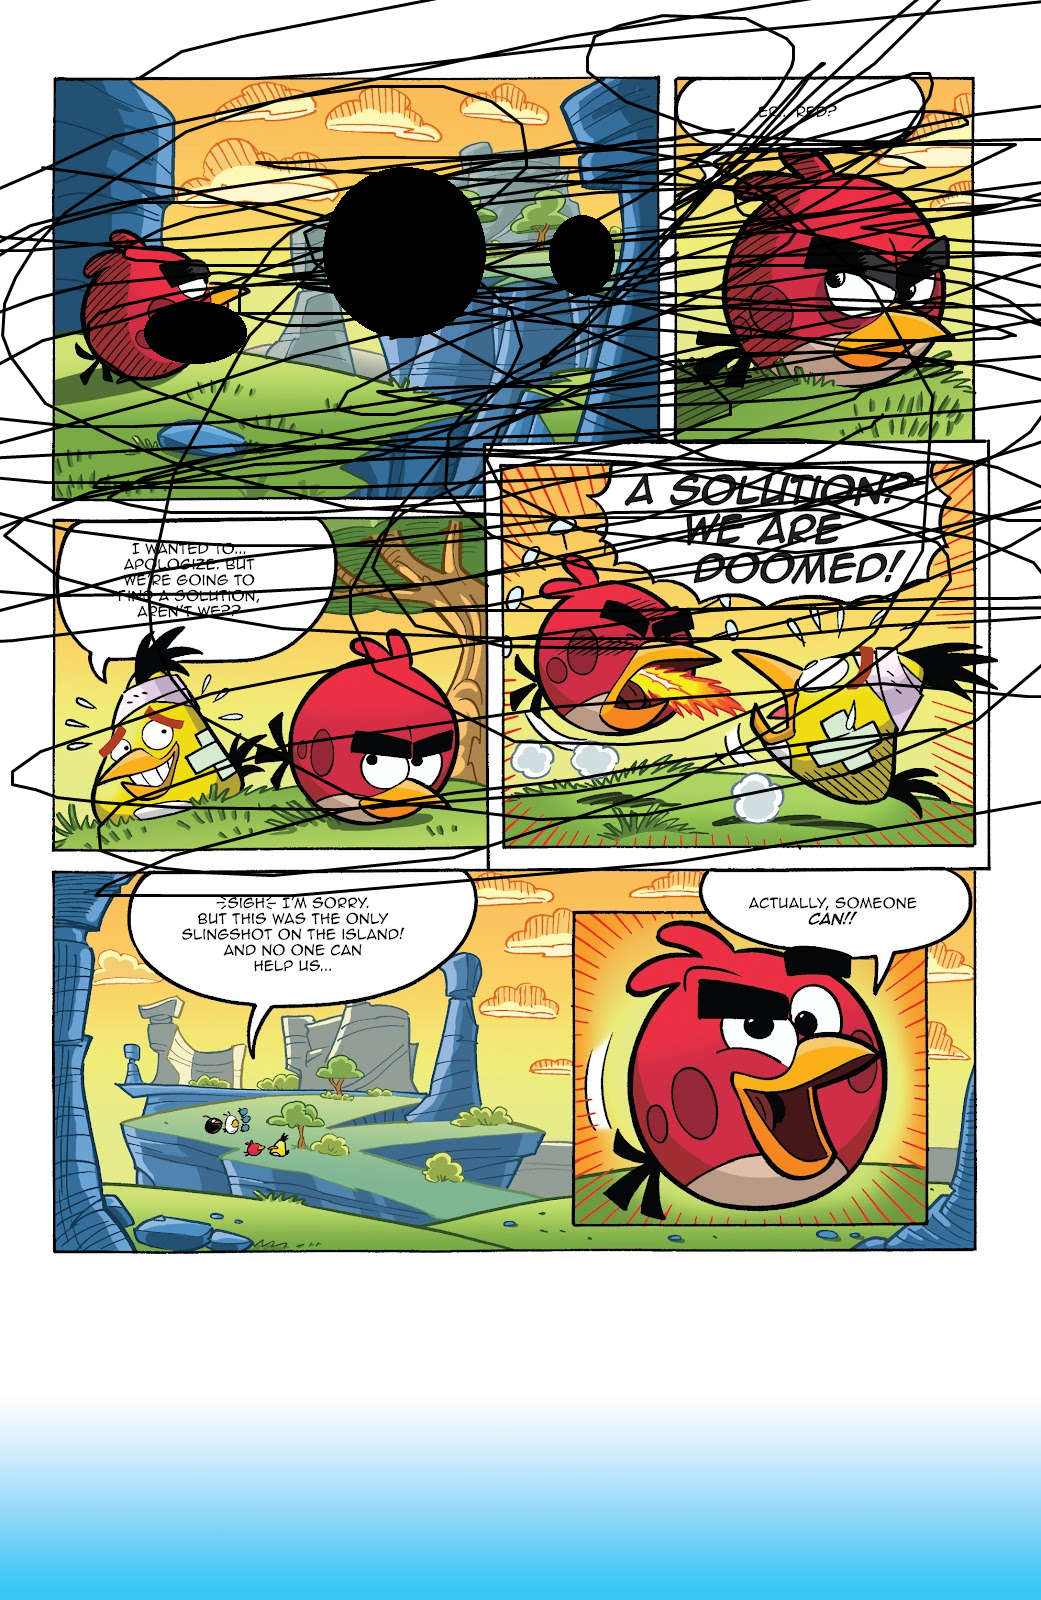 ER... RED?
I WANTED TO...
APOLOGIZE. BUT
WE'RE GOING TO
FIND A SOLUTION,
AREN'T WE??
A SOLUTION?
WE ARE
DOOMED!
-SIGH- I'M SORRY.
BUT THIS WAS THE ONLY
SLINGSHOT ON THE ISLAND!
AND NO ONE CAN
HELP US...
ACTUALLY, SOMEONE
CAN!!